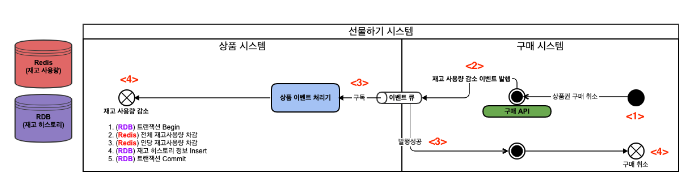 선물하기 시스템
상품 시스템
구매 시스템
Redis
(재고 사용량)
RDB
(재고 히스토리)
<4>
재고 사용량 감소
상품 이벤트 처리기
<3>
구독
이벤트 큐
<2>
재고 사용량 감소 이벤트 발행
구매 API
상품권 구매 취소
<1>
발행성공
<3>
<4>
구매 취소
1. (RDB) 트랜잭션 Begin
2. (Redis) 전체 재고사용량 차감
3. (Redis) 인당 재고사용량 차감
4. (RDB) 재고 히스토리 정보 Insert
5. (RDB) 트랜잭션 Commit